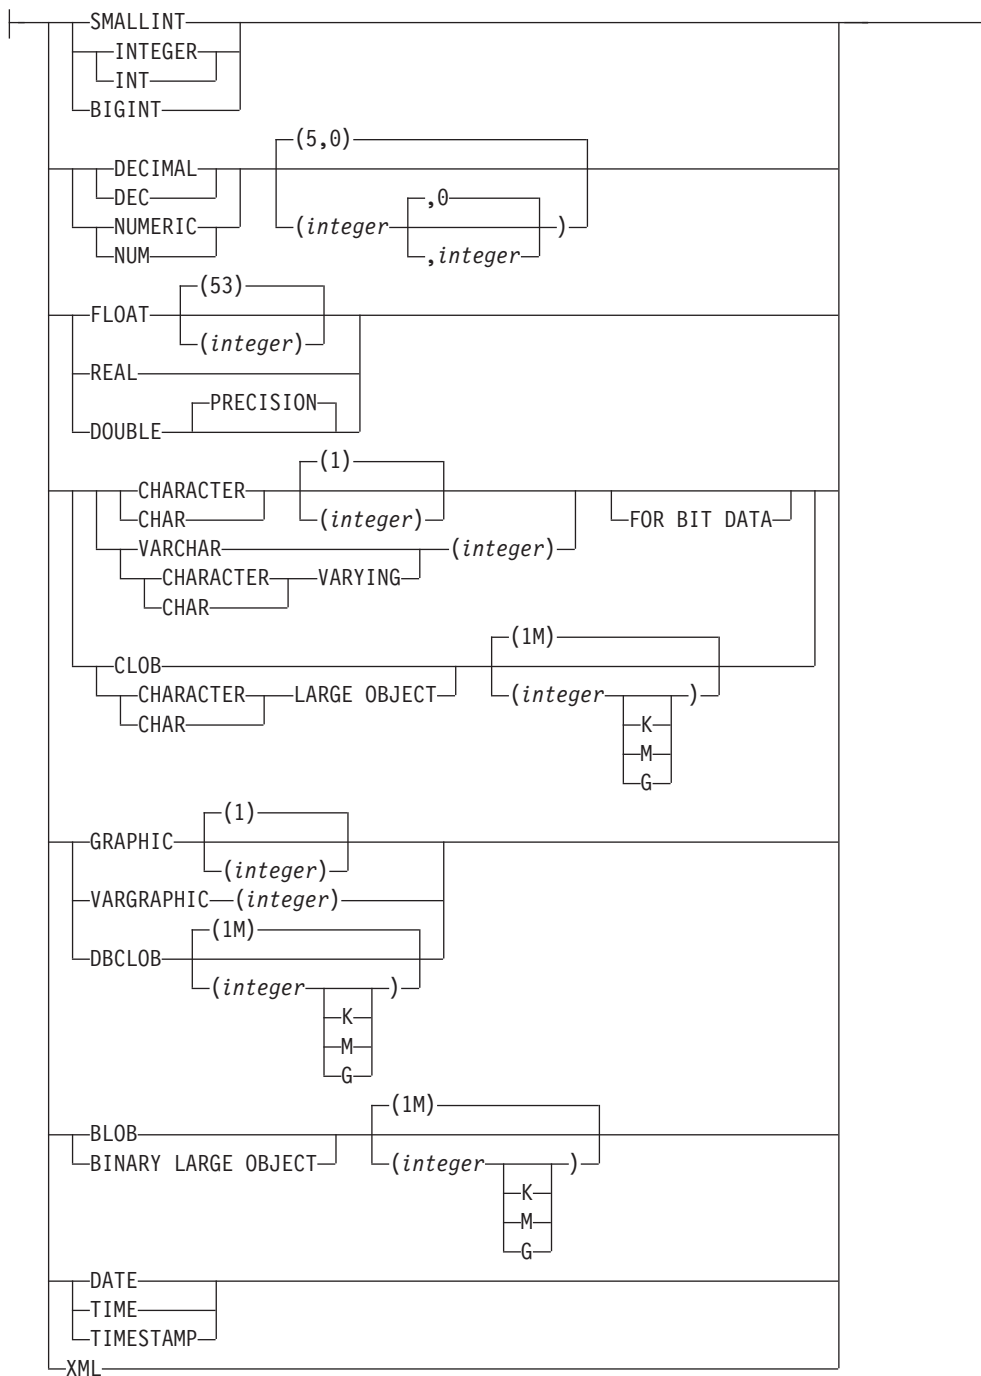 SMALLINT
INTEGER
INT
BIGINT
(5,0)
DECIMAL
DEC
,0
NUMERIC (integer )
NUM ,integer
(53)
FLOAT
(integer)
REAL
PRECISION
DOUBLE
(1)
CHARACTER
CHAR (integer) FOR BIT DATA
VARCHAR (integer)
CHARACTER VARYING
CHAR
(1M)
CLOB
CHARACTER LARGE OBJECT (integer )
CHAR K
M
G
(1)
GRAPHIC
(integer)
VARGRAPHIC (integer)
(1M)
DBCLOB
(integer )
K
M
G
(1M)
BLOB
BINARY LARGE OBJECT (integer )
K
M
G
DATE
TIME
TIMESTAMP
XML